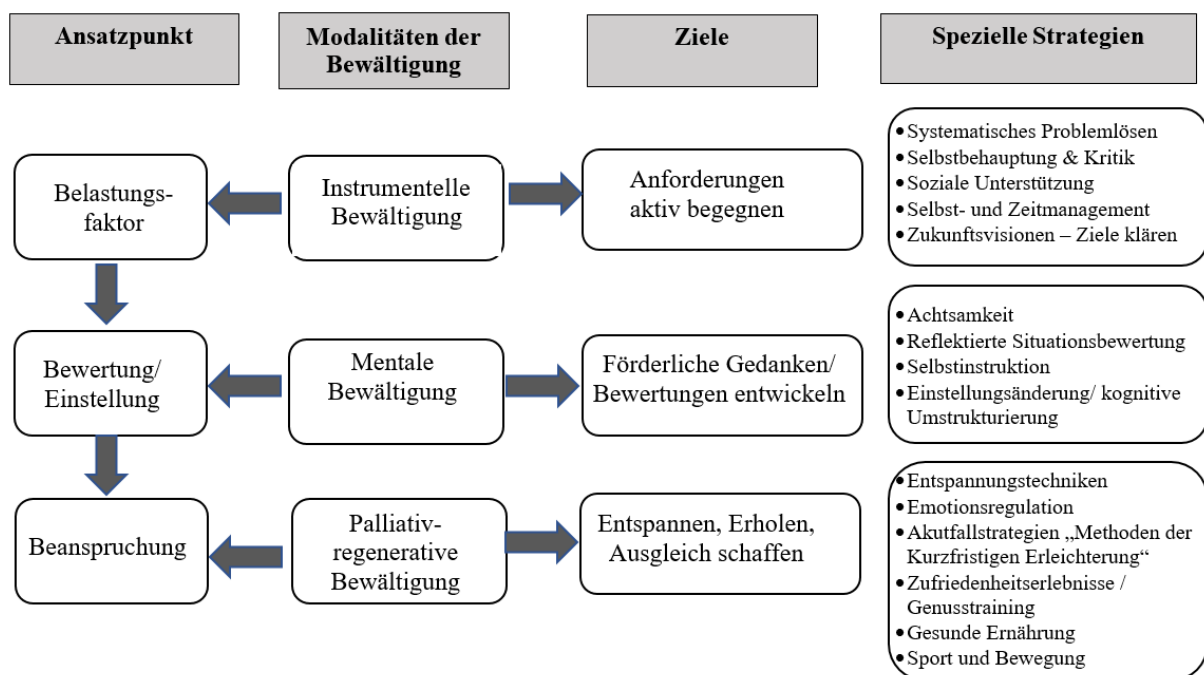 Ansatzpunkt
Modalitäten der
Bewältigung
Ziele
Spezielle Strategien
Belastungs-
faktor
Instrumentelle
Bewältigung
Anforderungen
aktiv begegnen
•Systematisches Problemlösen
•Selbstbehauptung & Kritik
•Soziale Unterstützung
•Selbst- und Zeitmanagement
•Zukunftsvisionen – Ziele klären
Bewertung/
Einstellung
Mentale
Bewältigung
Förderliche Gedanken/
Bewertungen entwickeln
•Achtsamkeit
•Reflektierte Situationsbewertung
•Selbstinstruktion
•Einstellungsänderung/ kognitive
Umstrukturierung
Beanspruchung
Palliativ-
regenerative
Bewältigung
Entspannen, Erholen,
Ausgleich schaffen
•Entspannungstechniken
•Emotionsregulation
•Akutfallstrategien „Methoden der
Kurzfristigen Erleichterung“
•Zufriedenheitserlebnisse /
Genusstraining
•Gesunde Ernährung
•Sport und Bewegung